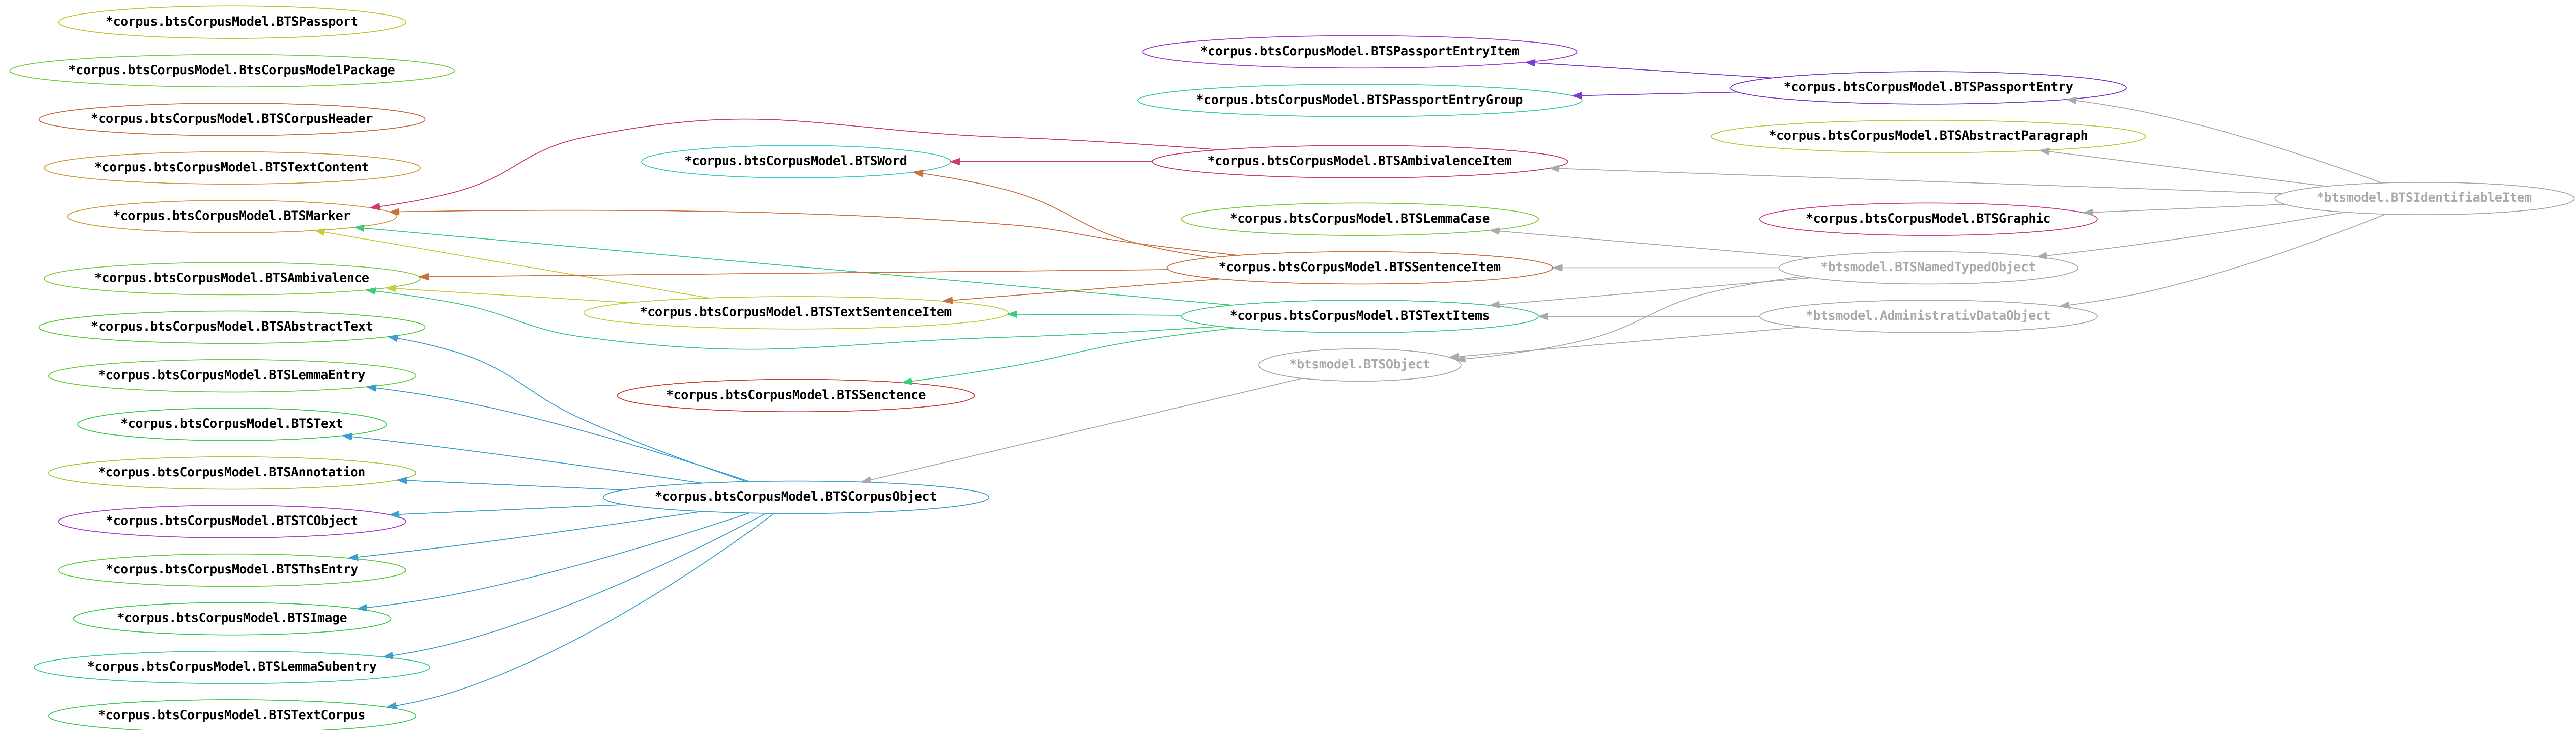 *corpus.btsCorpusModel.BTSPassport
*corpus.btsCorpusModel.BtsCorpusModelPackage
*corpus.btsCorpusModel.BTSCorpusHeader
*corpus.btsCorpusModel.BTSTextContent
*corpus.btsCorpusModel.BTSMarker
*corpus.btsCorpusModel.BTSAmbivalence
*corpus.btsCorpusModel.BTSAbstractText
*corpus.btsCorpusModel.BTSLemmaEntry
*corpus.btsCorpusModel.BTSText
*corpus.btsCorpusModel.BTSAnnotation
*corpus.btsCorpusModel.BTSTCObject
*corpus.btsCorpusModel.BTSThsEntry
*corpus.btsCorpusModel.BTSImage
*corpus.btsCorpusModel.BTSLemmaSubentry
*corpus.btsCorpusModel.BTSTextCorpus
*corpus.btsCorpusModel.BTSWord
*corpus.btsCorpusModel.BTSTextSentenceItem
*corpus.btsCorpusModel.BTSSenctence
*corpus.btsCorpusModel.BTSCorpusObject
*corpus.btsCorpusModel.BTSPassportEntryItem
*corpus.btsCorpusModel.BTSPassportEntryGroup
*corpus.btsCorpusModel.BTSAmbivalenceItem
*corpus.btsCorpusModel.BTSLemmaCase
*corpus.btsCorpusModel.BTSSentenceItem
*corpus.btsCorpusModel.BTSTextItems
*btsmodel.BTSObject
*corpus.btsCorpusModel.BTSPassportEntry
*corpus.btsCorpusModel.BTSAbstractParagraph
*corpus.btsCorpusModel.BTSGraphic
*btsmodel.BTSNamedTypedObject
*btsmodel.AdministrativDataObject
*btsmodel.BTSIdentifiableItem